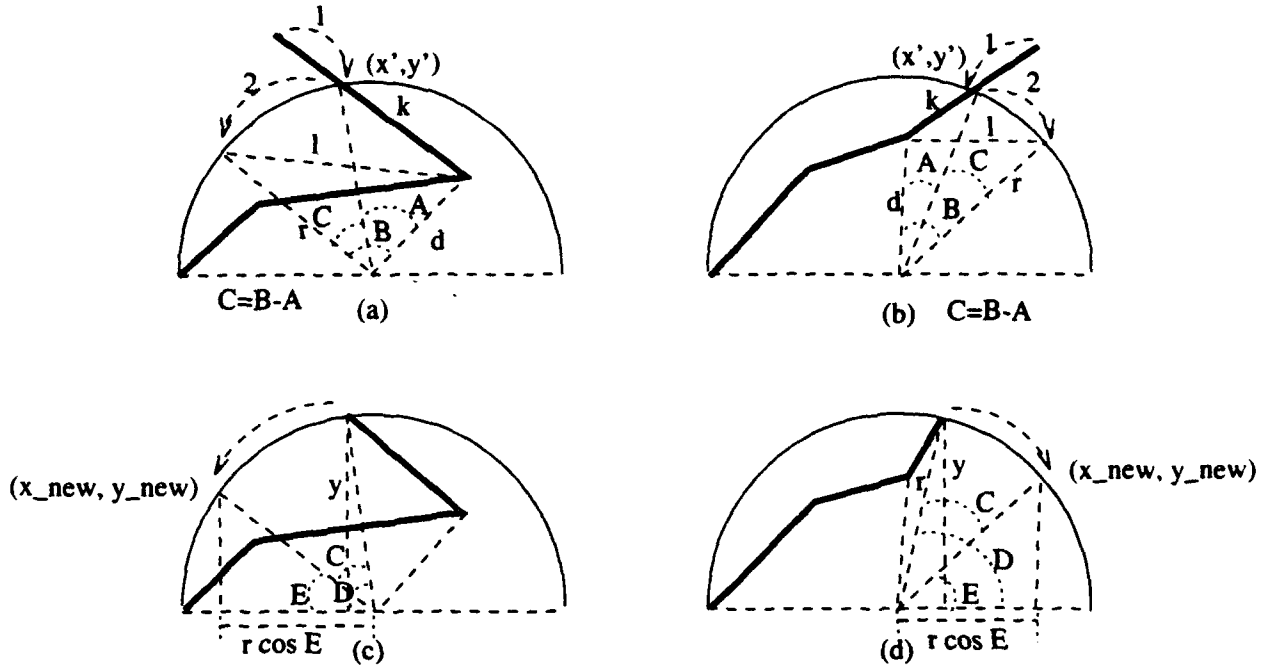 1
(x',y')
2
k
l
A
C
B
r
d
C=B-A
(a)
1
(x',y')
2
k
l
A
C
r
d
B
(b)
C=B-A
(x_new, y_new)
y
C
E
D
r cos E
(c)
(x_new, y_new)
r
y
C
D
E
r cos E
(d)